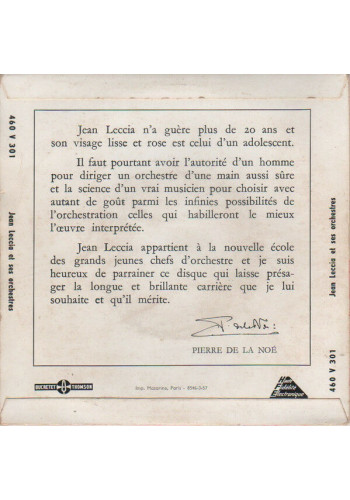 Jean Leccia n'a guère plus de 20 ans et
son visage lisse et rose est celui d'un adolescent.
Il faut pourtant avoir l'autorité d'un homme
pour diriger un orchestre d'une main aussi sûre
et la science d'un vrai musicien pour choisir avec
autant de goût parmi les infinies possibilités de
l'orchestration celles qui habilleront le mieux
l'œuvre interprétée.
Jean Leccia appartient à la nouvelle école
des grands jeunes chefs d'orchestre et je suis
heureux de parrainer ce disque qui laisse présa-
ger la longue et brillante carrière que je lui
souhaite et qu'il mérite.
PIERRE DE LA NOË
460 V 301
Jean Leccia et ses orchestres
Jean Leccia et ses orchestres
460 V 301
DUCRETET THOMSON
Imp. Mazarine, Paris -
Haute
Fidélité
Électronique